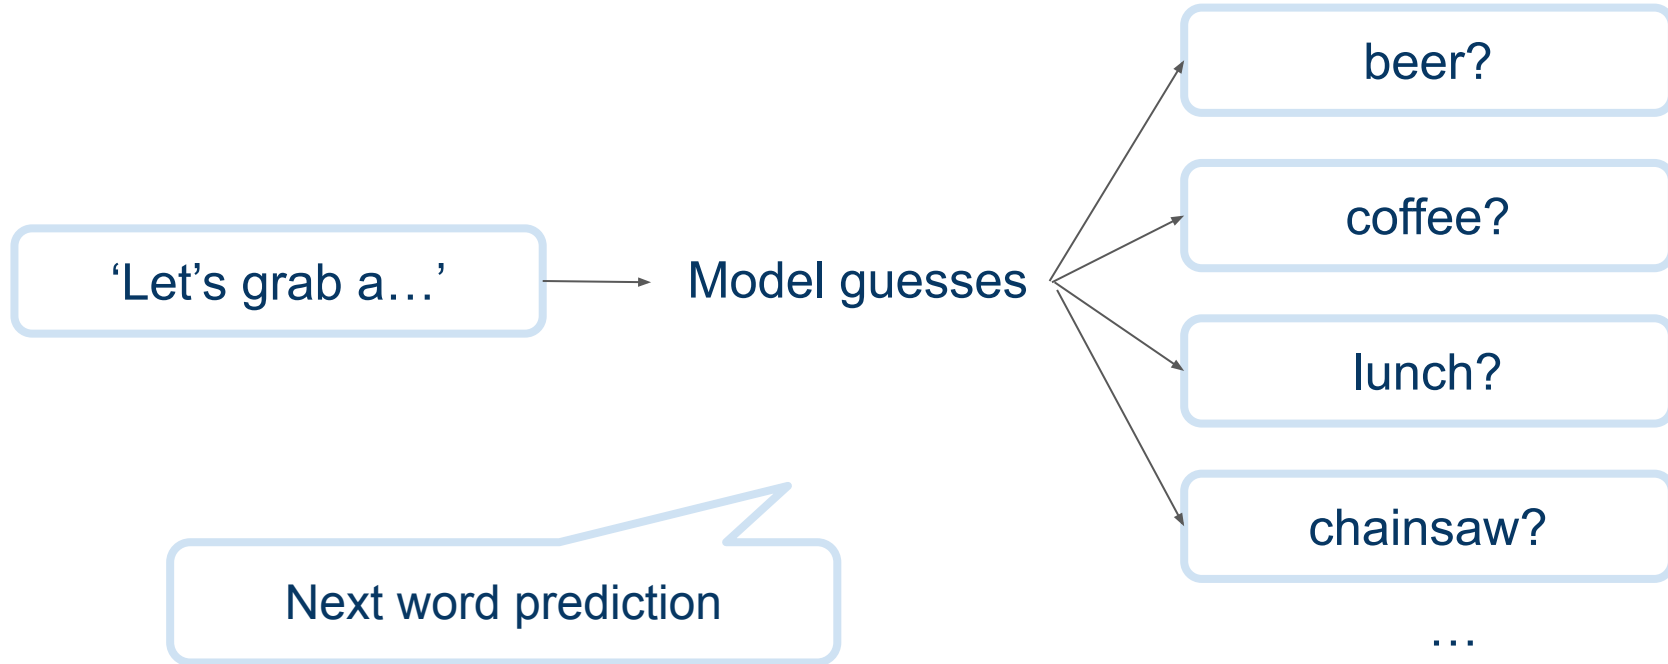 ‘Let’s grab a…’
Model guesses
beer?
coffee?
lunch?
chainsaw?
…
Next word prediction